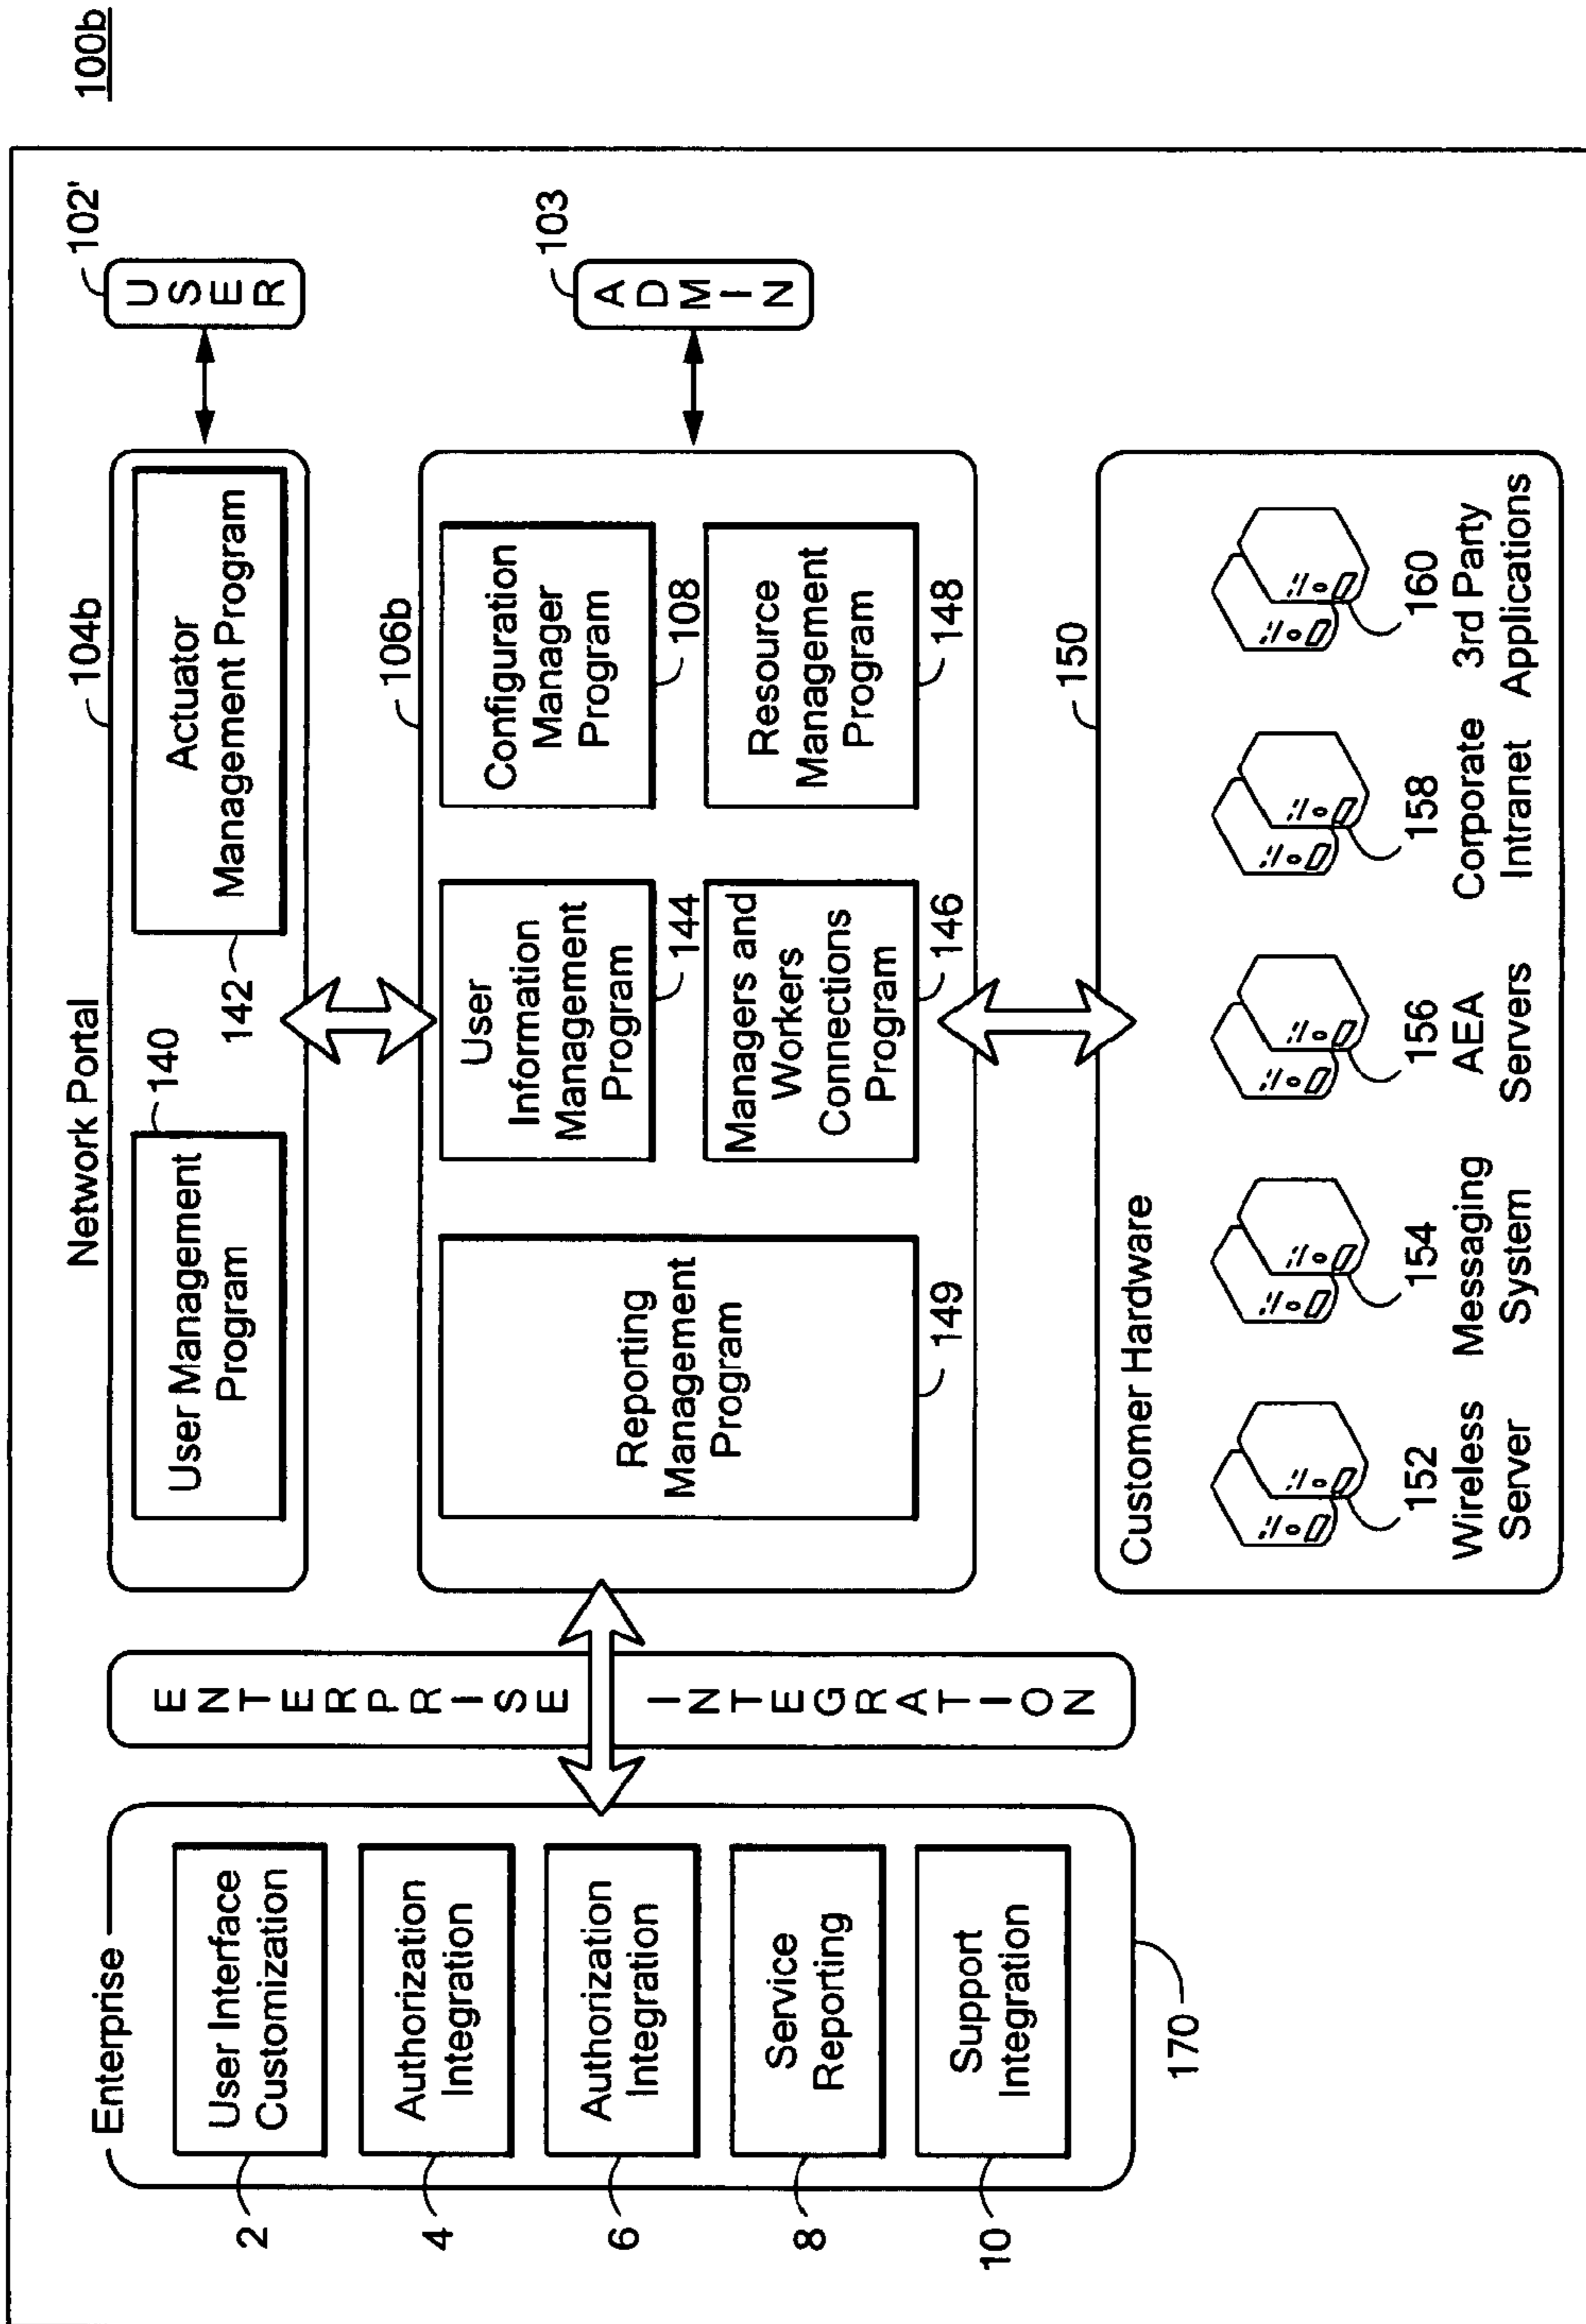 100b
Enterprise
User Interface
Customization
2
Authorization
Integration
4
Authorization
Integration
6
Service
Reporting
8
Support
Integration
10
170
ENTERPRISE
INTEGRATION
Network Portal
104b
User Management
Program
140
Actuator
Management Program
142
USER
102'
106b
Reporting
Management
Program
149
User
Information
Management
Program
144
Configuration
Manager
Program
108
Managers and
Workers
Connections
Program
146
Resource
Management
Program
148
ADMIN
103
Customer Hardware
150
152
Wireless
Server
154
Messaging
System
156
AEA
Servers
158
Corporate
Intranet
160
3rd Party
Applications